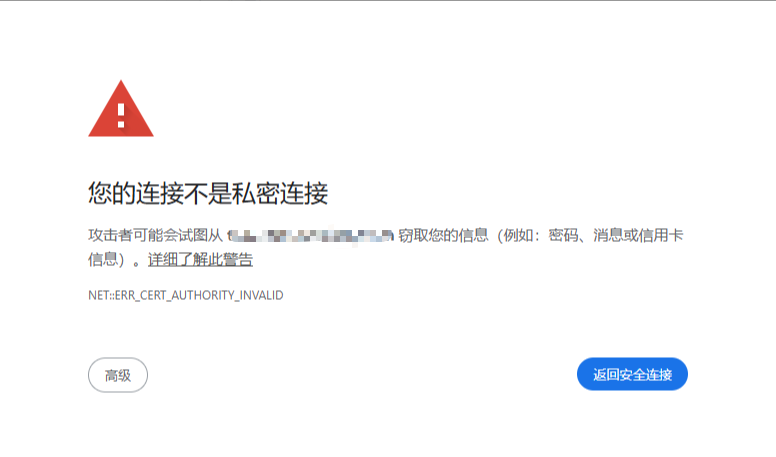 您的连接不是私密连接
攻击者可能会试图从 窃取您的信息（例如：密码、消息或信用卡
信息）。详细了解此警告
NET::ERR_CERT_AUTHORITY_INVALID
高级
返回安全连接